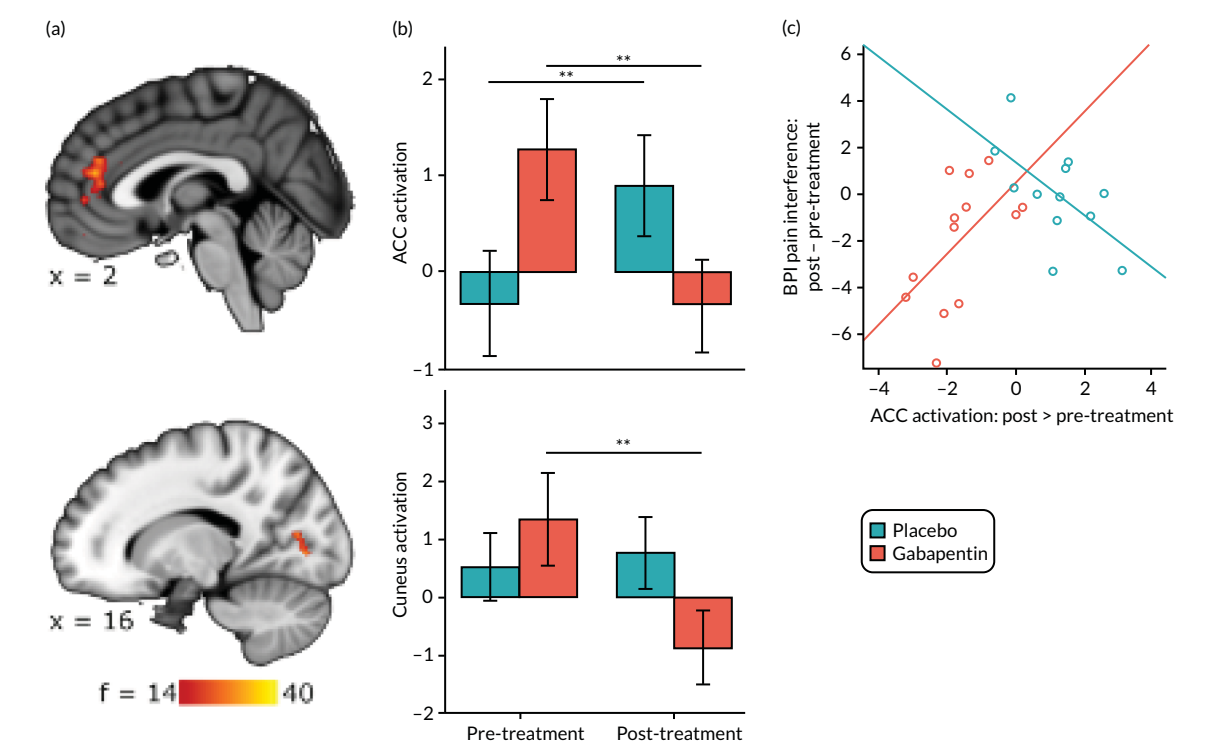 (a)
x = 2
x = 16
f = 14
40
(b)
ACC activation
2
1
0
−1
**
**
Cuneus activation
3
2
1
0
−1
−2
**
Pre-treatment
Post-treatment
(c)
BPI pain interference:
post – pre-treatment
6
4
2
0
−2
−4
−6
−4
−2
0
2
4
ACC activation: post > pre-treatment
Placebo
Gabapentin